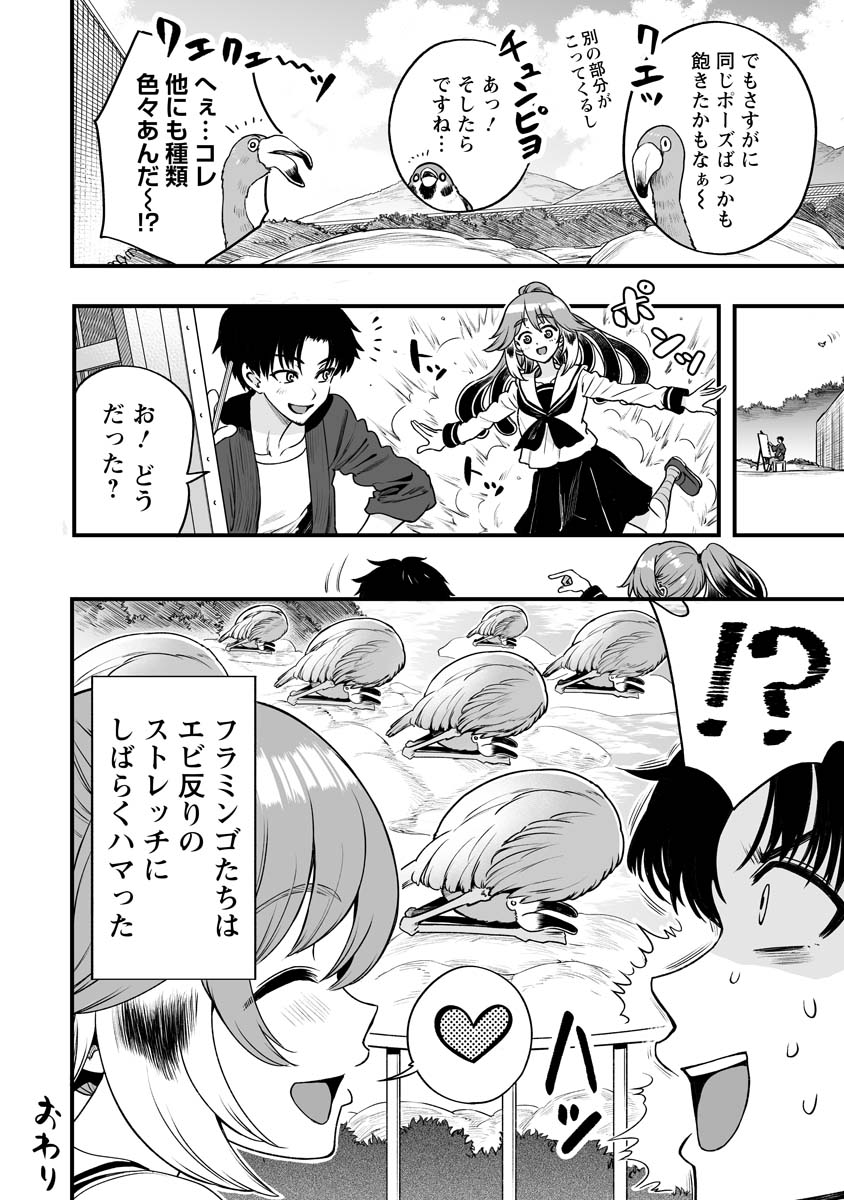 でもさすがに
同じポーズばっかも
飽きたかもなぁ〜
クエッ
別の部分が
こってくるし
あっ！
そしたら
ですね…
チュンピヨ
へぇ…コレ
他にも種類
色々あんだ〜!?
クエクエーッ
ポンッ
トッ
トッ
トッ
お！どう
だった？
!?
フラミンゴたちは
エビ反りの
ストレッチに
しばらくハマった
ハッ
おわり